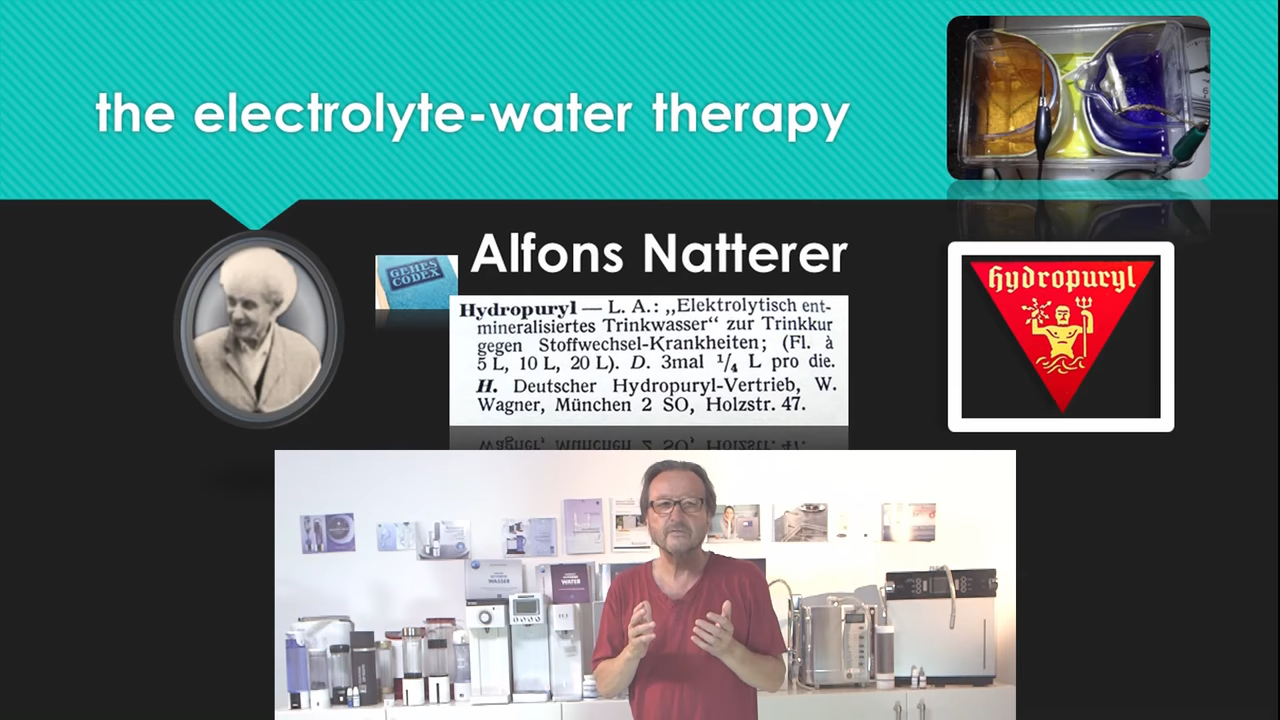 the electrolyte-water therapy
Alfons Natterer
GEHES
CODEX
Hydropuryl — L. A.: „Elektrolytisch ent-
mineralisiertes Trinkwasser“ zur Trinkkur
gegen Stoffwechsel-Krankheiten; (Fl. à
5 L, 10 L, 20 L). D. 3mal 1/4 L pro die.
H. Deutscher Hydropuryl-Vertrieb, W.
Wagner, München 2 SO, Holzstr. 47.
hydropuryl
WASSER
WATER